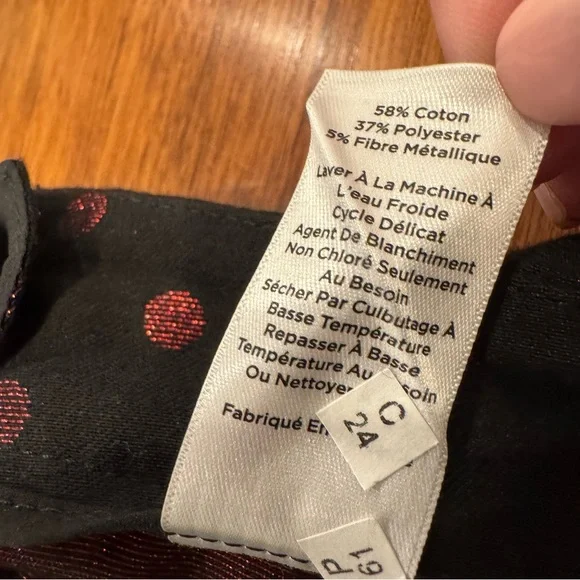 58% Coton
37% Polyester
5% Fibre Métallique
Laver À La Machine À
L'eau Froide
Cycle Délicat
Agent De Blanchiment
Non Chloré Seulement
Au Besoin
Sécher Par Culbutage À
Basse Température
Repasser À Basse
Température Au Besoin
Ou Nettoyer
Fabriqué En
C
24
P
61